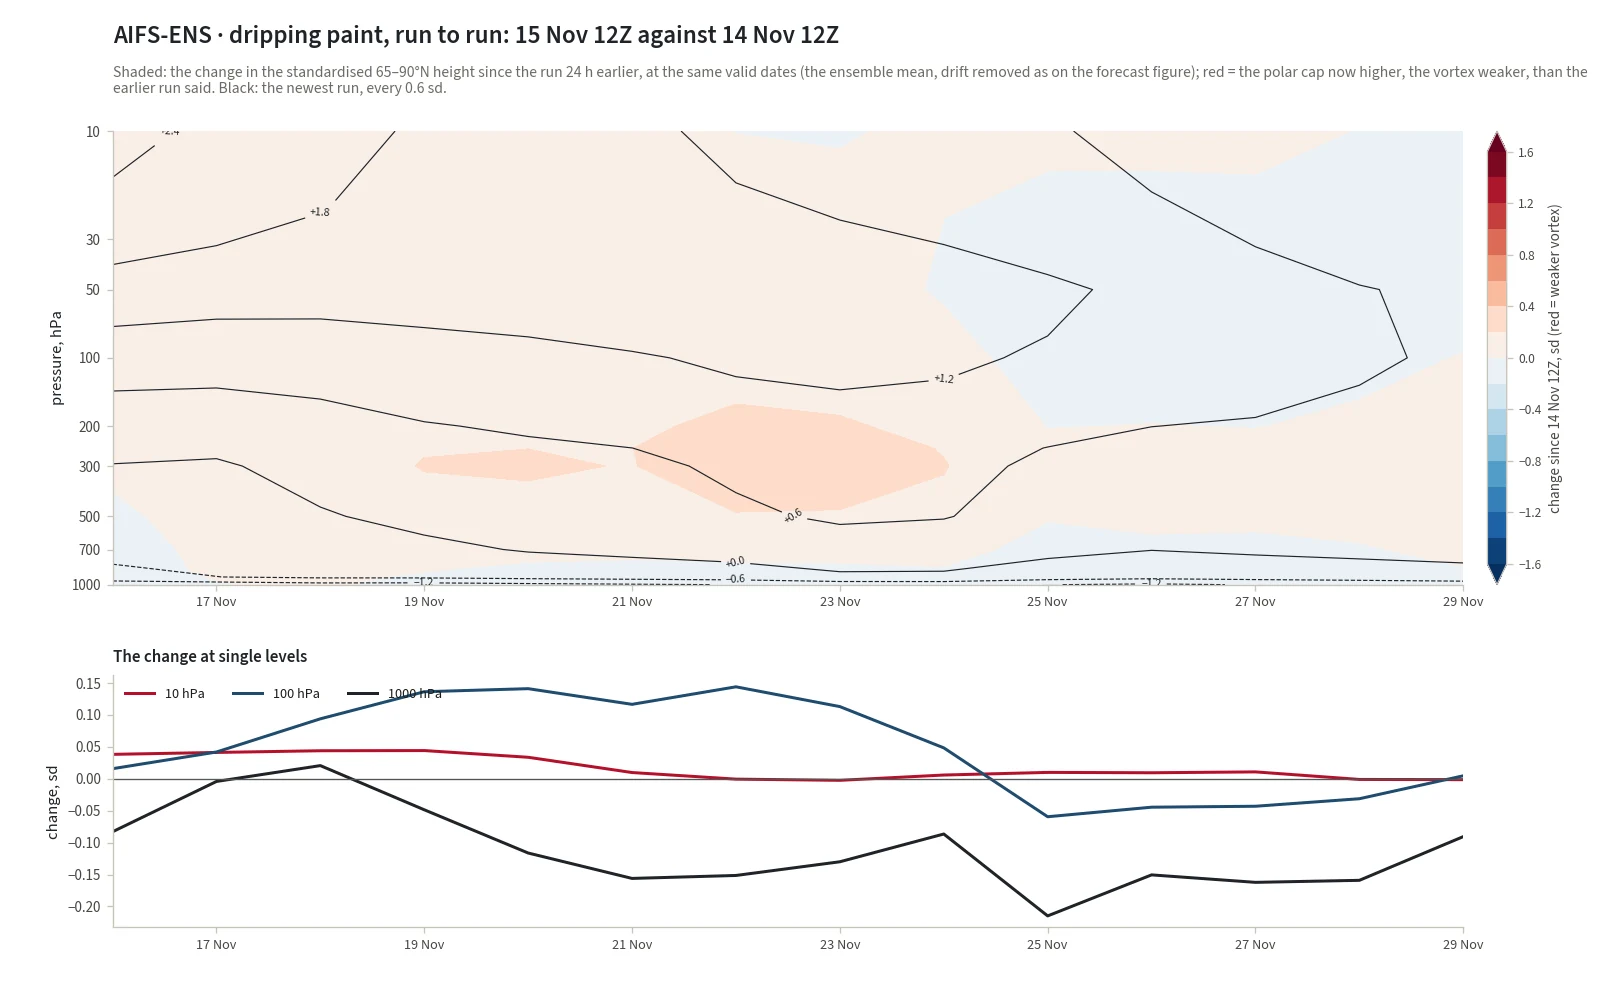 AIFS-ENS · dripping paint, run to run: 15 Nov 12Z against 14 Nov 12Z
Shaded: the change in the standardised 65–90°N height since the run 24 h earlier, at the same valid dates (the ensemble mean, drift removed as on the forecast figure); red = the polar cap now higher, the vortex weaker, than the
earlier run said. Black: the newest run, every 0.6 sd.
pressure, hPa
10
30
50
100
200
300
500
700
1000
+2.4
+1.8
+1.2
+0.6
+0.0
−0.6
−1.2
−1.2
17 Nov
19 Nov
21 Nov
23 Nov
25 Nov
27 Nov
29 Nov
1.6
1.2
0.8
0.4
0.0
−0.4
−0.8
−1.2
−1.6
change since 14 Nov 12Z, sd (red = weaker vortex)
The change at single levels
10 hPa
100 hPa
1000 hPa
change, sd
0.15
0.10
0.05
0.00
−0.05
−0.10
−0.15
−0.20
17 Nov
19 Nov
21 Nov
23 Nov
25 Nov
27 Nov
29 Nov